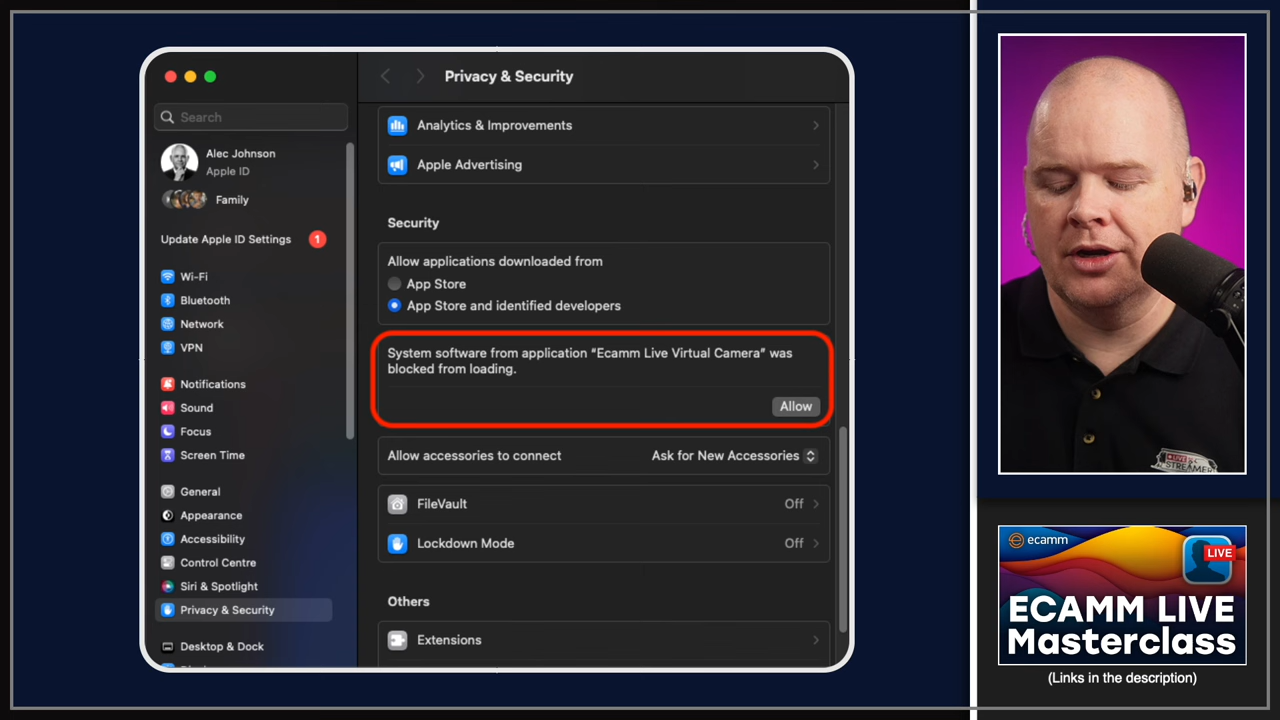 Privacy & Security
Search
Alec Johnson
Apple ID
Family
Update Apple ID Settings 1
Wi-Fi
Bluetooth
Network
VPN
Notifications
Sound
Focus
Screen Time
General
Appearance
Accessibility
Control Centre
Siri & Spotlight
Privacy & Security
Desktop & Dock
Analytics & Improvements
Apple Advertising
Security
Allow applications downloaded from
App Store
App Store and identified developers
System software from application “Ecamm Live Virtual Camera” was
blocked from loading.
Allow
Allow accessories to connect Ask for New Accessories
FileVault Off
Lockdown Mode Off
Others
Extensions
STREAMER
ecamm
LIVE
ECAMM LIVE
Masterclass
(Links in the description)